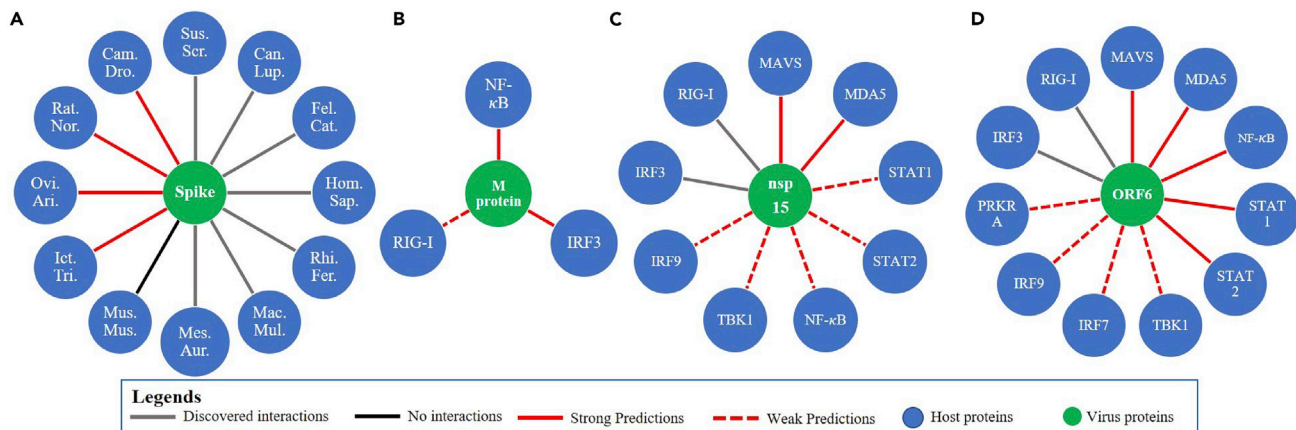 A
Sus.
Scr.
Can.
Lup.
Fel.
Cat.
Hom.
Sap.
Rhi.
Fer.
Mac.
Mul.
Mes.
Aur.
Mus.
Mus.
Ict.
Tri.
Ovi.
Ari.
Rat.
Nor.
Cam.
Dro.
Spike
B
NF-
κB
M
protein
RIG-I
IRF3
C
MAVS
RIG-I
MDA5
IRF3
STAT1
nsp
15
IRF9
STAT2
TBK1
NF-κB
D
MAVS
RIG-I
MDA5
IRF3
NF-κB
PRKR
A
ORF6
STAT
1
IRF9
STAT
2
IRF7
TBK1
Legends
Discovered interactions
No interactions
Strong Predictions
Weak Predictions
Host proteins
Virus proteins